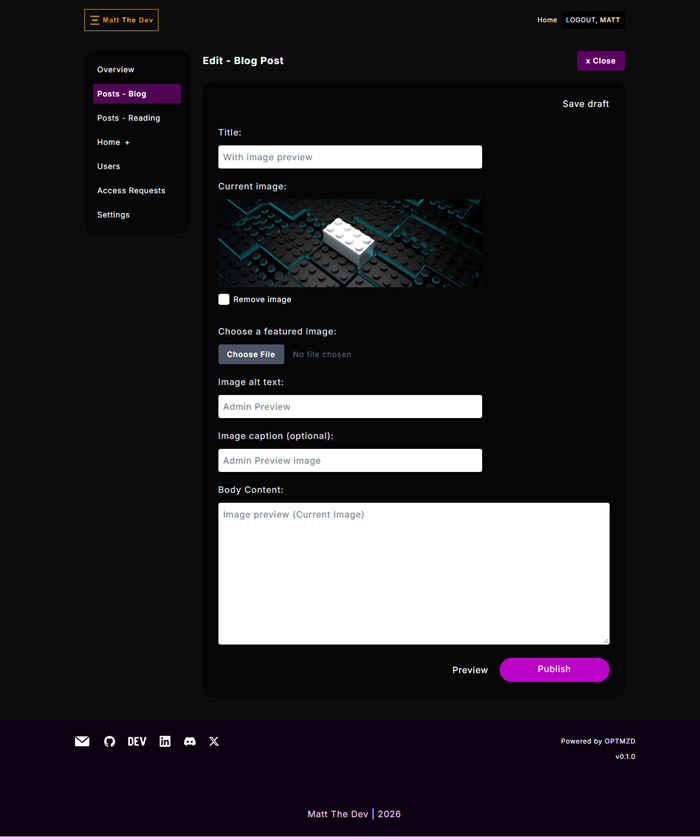 Matt The Dev
Home
LOGOUT, MATT
Overview
Posts - Blog
Posts - Reading
Home +
Users
Access Requests
Settings
Edit - Blog Post
x Close
Save draft
Title:
With image preview
Current image:
Remove image
Choose a featured image:
Choose File
No file chosen
Image alt text:
Admin Preview
Image caption (optional):
Admin Preview image
Body Content:
Image preview (Current Image)
Preview
Publish
DEV
Powered by OPTMZD
v0.1.0
Matt The Dev | 2026